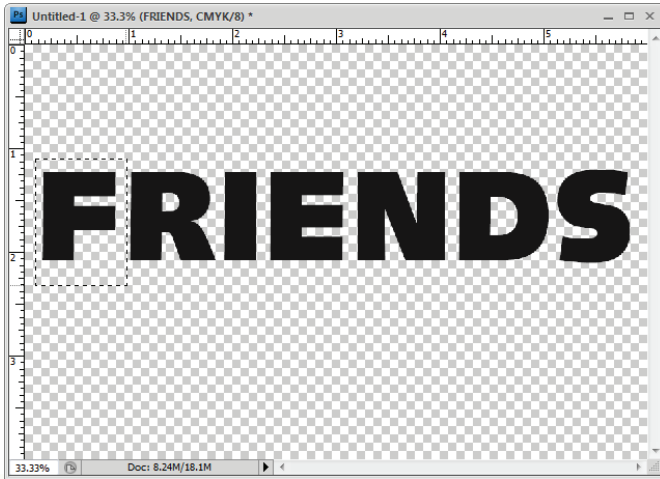 Ps Untitled-1 @ 33.3% (FRIENDS, CMYK/8) *
0 1 2 3 4 5
0
1
FRIENDS
2
3
33.33% Doc: 8.24M/18.1M